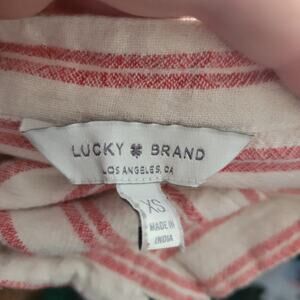 LUCKY BRAND
LOS ANGELES, CA
XS
MADE IN
INDIA